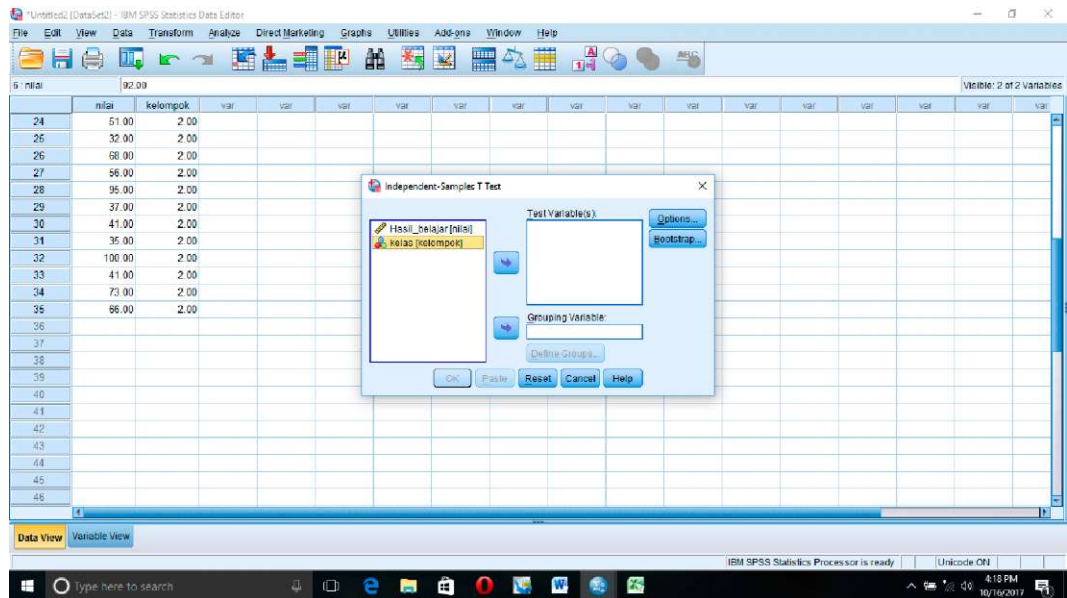 *Untitled2 [DataSet2] - IBM SPSS Statistics Data Editor
File Edit View Data Transform Analyze Direct Marketing Graphs Utilities Add-ons Window Help
6 : nilai 92.00 Visible: 2 of 2 Variables
nilai kelompok var var var var var var var var var var var var var var
24 51.00 2.00
25 32.00 2.00
26 68.00 2.00
27 56.00 2.00
28 95.00 2.00
29 37.00 2.00
30 41.00 2.00
31 35.00 2.00
32 100.00 2.00
33 41.00 2.00
34 73.00 2.00
35 66.00 2.00
36
37
38
39
40
41
42
43
44
45
46
Independent-Samples T Test
Hasil_belajar [nilai]
kelas [kelompok]
Test Variable(s):
Options...
Bootstrap...
Grouping Variable:
Define Groups...
OK Paste Reset Cancel Help
Data View Variable View
IBM SPSS Statistics Processor is ready Unicode:ON
Type here to search
4:18 PM
10/16/2017